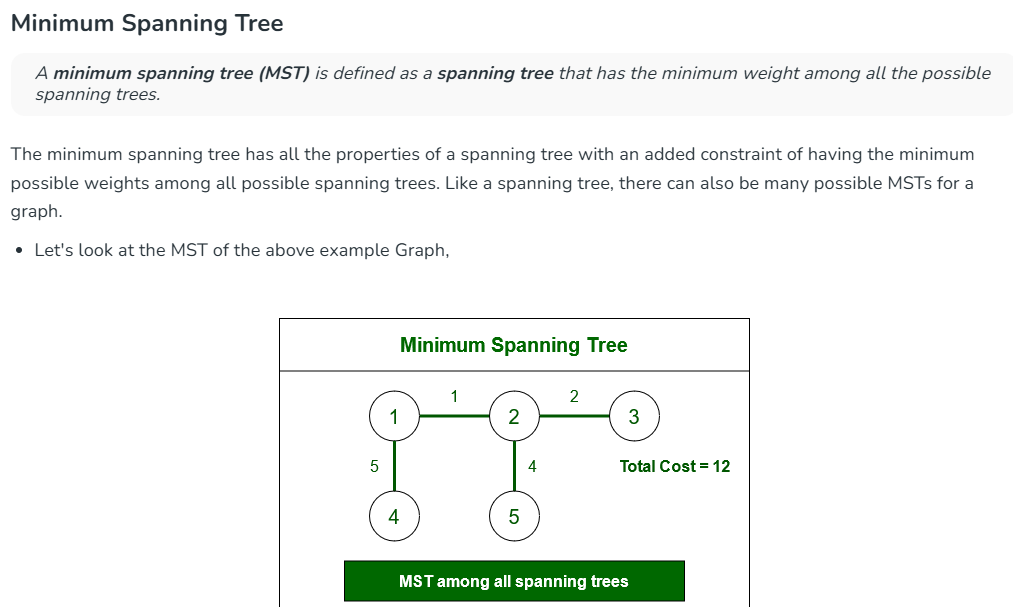 Minimum Spanning Tree
A minimum spanning tree (MST) is defined as a spanning tree that has the minimum weight among all the possible
spanning trees.
The minimum spanning tree has all the properties of a spanning tree with an added constraint of having the minimum
possible weights among all possible spanning trees. Like a spanning tree, there can also be many possible MSTs for a
graph.
• Let's look at the MST of the above example Graph,
Minimum Spanning Tree
1 2
1 2 3
5 4 Total Cost = 12
4 5
MST among all spanning trees